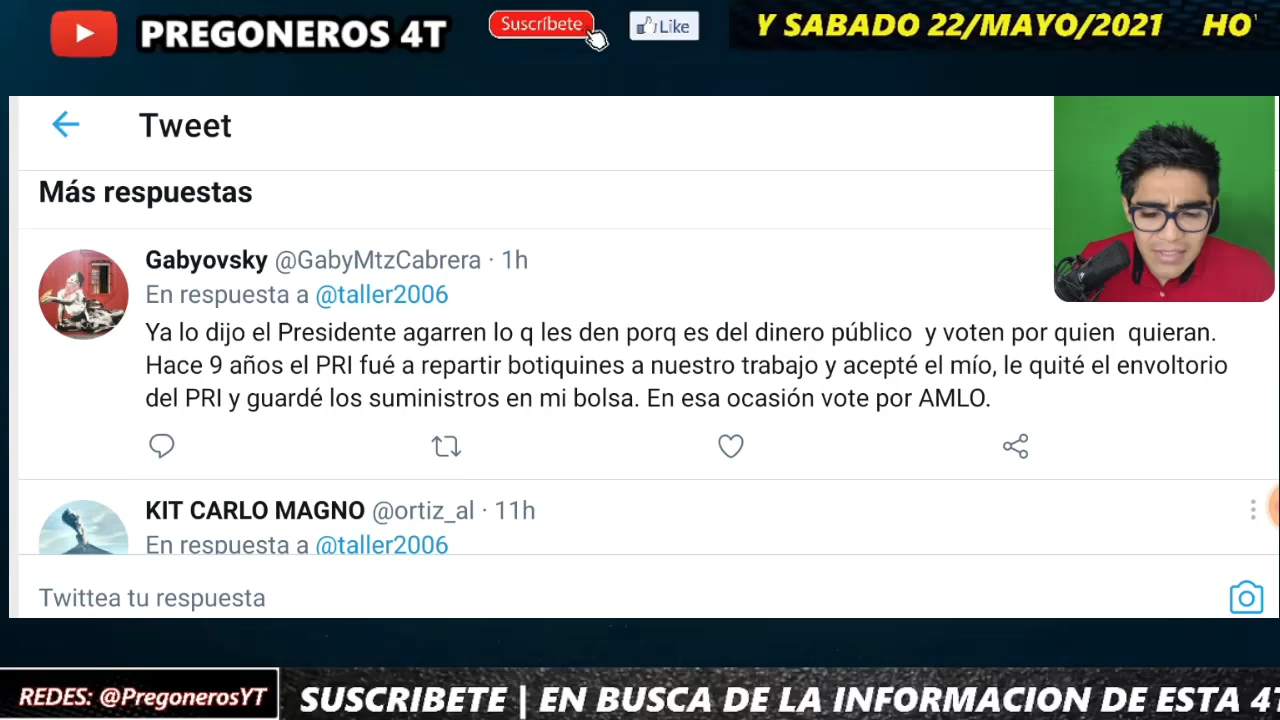 PREGONEROS 4T
Suscríbete
Like
Y SABADO 22/MAYO/2021 HO
Tweet
Más respuestas
Gabyovsky @GabyMtzCabrera · 1h
En respuesta a @taller2006
Ya lo dijo el Presidente agarren lo q les den porq es del dinero público y voten por quien quieran.
Hace 9 años el PRI fué a repartir botiquines a nuestro trabajo y acepté el mío, le quité el envoltorio
del PRI y guardé los suministros en mi bolsa. En esa ocasión vote por AMLO.
KIT CARLO MAGNO @ortiz_al · 11h
En respuesta a @taller2006
Twittea tu respuesta
REDES: @PregonerosYT
SUSCRIBETE | EN BUSCA DE LA INFORMACION DE ESTA 4T